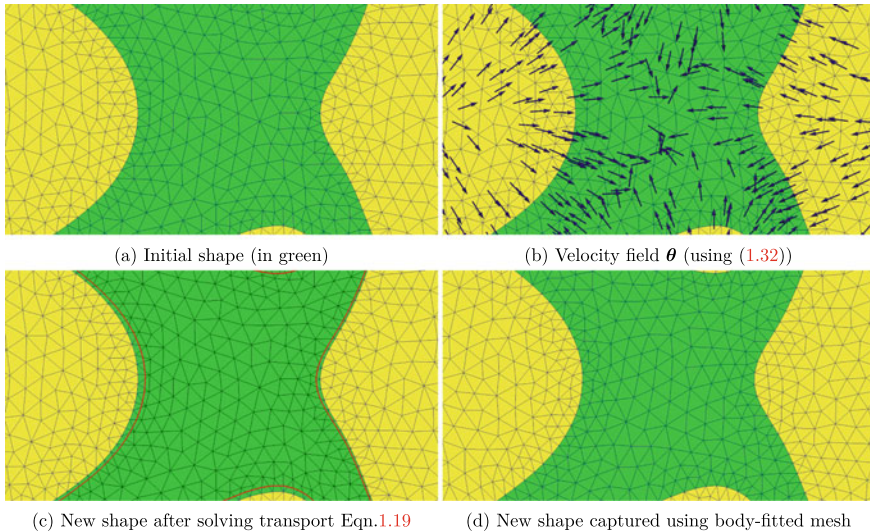 (a) Initial shape (in green)
(b) Velocity field θ (using (1.32))
(c) New shape after solving transport Eqn.1.19
(d) New shape captured using body-fitted mesh